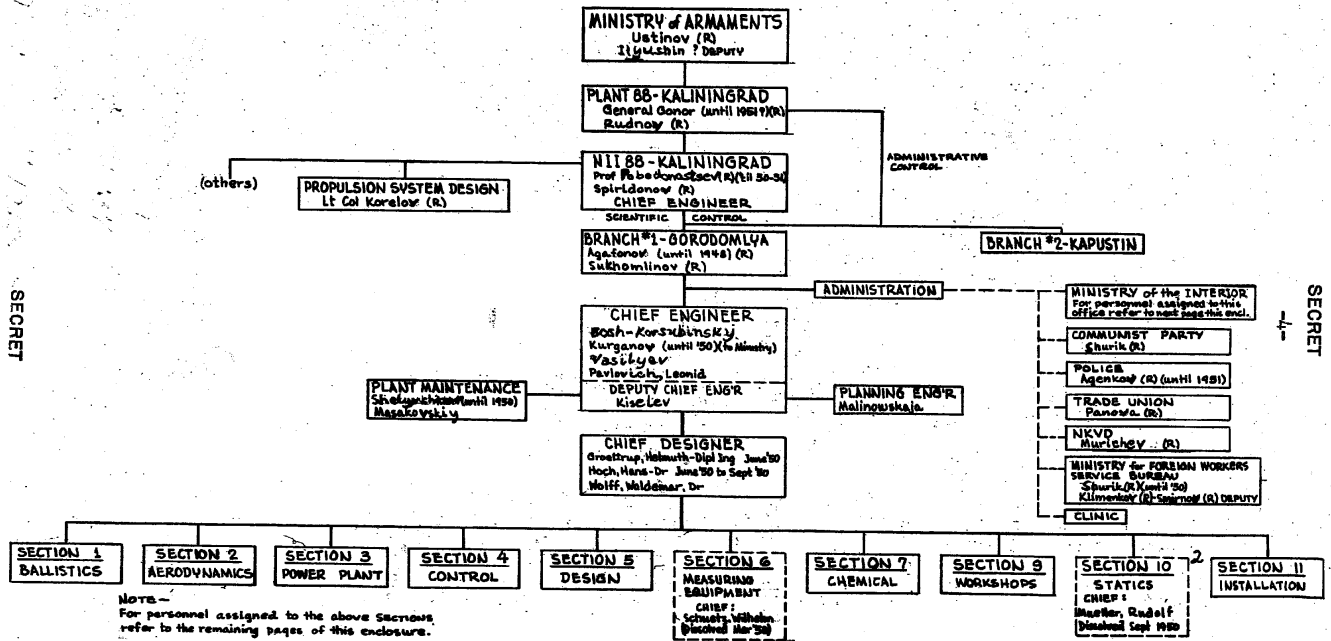 MINISTRY of ARMAMENTS
Ustinov (R)
Ilyushin ? DEPUTY
PLANT 88-KALININGRAD
General Gonor (until 1951?)(R)
Rudnov (R)
ADMINISTRATIVE
CONTROL
NII 88-KALININGRAD
Prof Pobedonastsev (R)(til 50-51)
Spiridonov (R)
CHIEF ENGINEER
SCIENTIFIC CONTROL
(others)
PROPULSION SYSTEM DESIGN
Lt Col Korelov (R)
BRANCH #1-GORODOMLYA
Agafonov (until 1948) (R)
Sukhomlinov (R)
BRANCH #2-KAPUSTIN
ADMINISTRATION
MINISTRY of the INTERIOR
For personnel assigned to this
office refer to next page this encl.
COMMUNIST PARTY
Shurik (R)
POLICE
Agenkov (R) (until 1951)
TRADE UNION
Panowa (R)
NKVD
Murichev (R)
MINISTRY for FOREIGN WORKERS
SERVICE BUREAU
Spurik (R)(until '50)
Klimenkov (R)-Smirnov (R) DEPUTY
CLINIC
CHIEF ENGINEER
Bosh-Korsubinsky
Kurganov (until '50)(to Ministry)
Vasilyev
Pavlovich, Leonid
DEPUTY CHIEF ENG'R
Kiselev
PLANT MAINTENANCE
(until 1950)
Masakovskiy
PLANNING ENG'R
Malinowskaja
CHIEF DESIGNER
Groettrup, Helmuth-Dipl Ing June '50
Hoch, Hans-Dr June '50 to Sept '50
Wolff, Waldemar, Dr
SECTION 1
BALLISTICS
SECTION 2
AERODYNAMICS
SECTION 3
POWER PLANT
SECTION 4
CONTROL
SECTION 5
DESIGN
SECTION 6
MEASURING
EQUIPMENT
CHIEF:
Schuetz, Wilhelm
(Dissolved Mar '52)
SECTION 7
CHEMICAL
SECTION 9
WORKSHOPS
SECTION 10
STATICS
CHIEF:
Mueller, Rudolf
Dissolved Sept 1950
2
SECTION 11
INSTALLATION
NOTE—
For personnel assigned to the above SECTIONS
refer to the remaining pages of this enclosure.
SECRET
SECRET
-4-